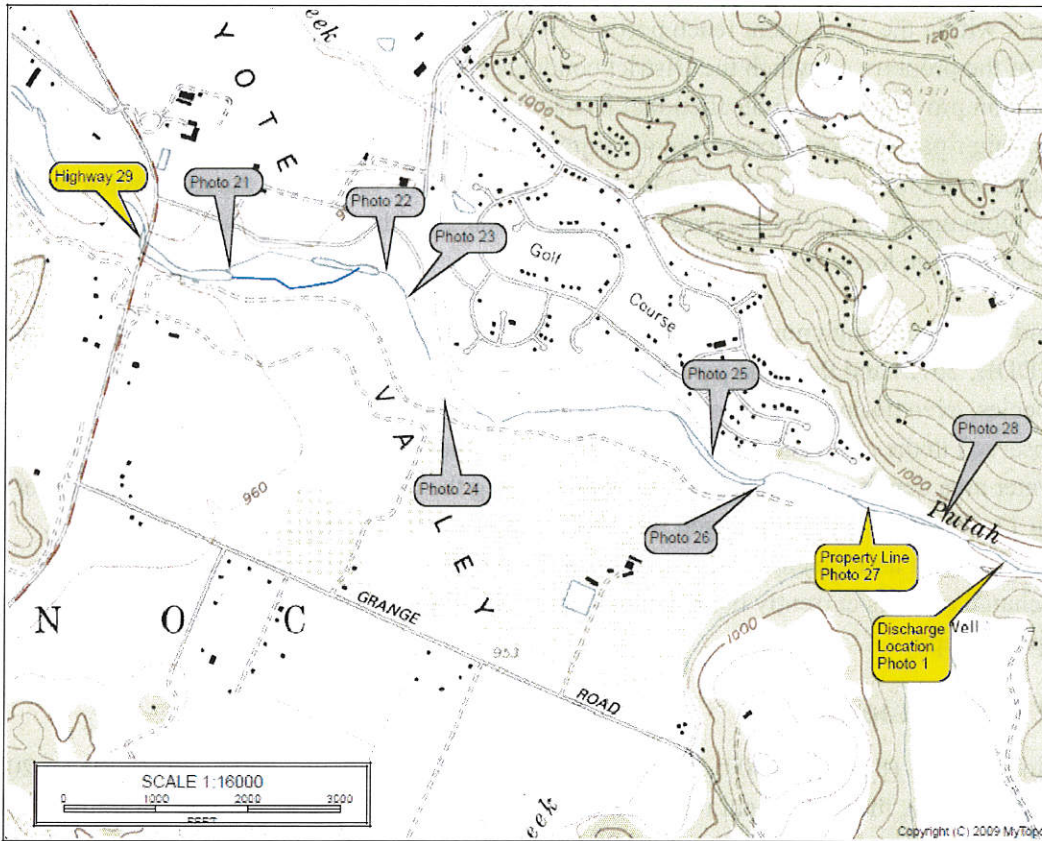 eek
COYOTE
1200
1000
1311
Highway 29
Photo 21
Photo 22
Photo 23
Golf
Course
Photo 25
VALLEY
Photo 24
960
Photo 28
1000
Putah
Photo 26
Property Line
Photo 27
GRANGE
ROAD
953
N O C
1000
Discharge
Location
Photo 1
Well
SCALE 1:16000
0 1000 2000 3000
FEET
eek
Copyright (C) 2009 MyTopo